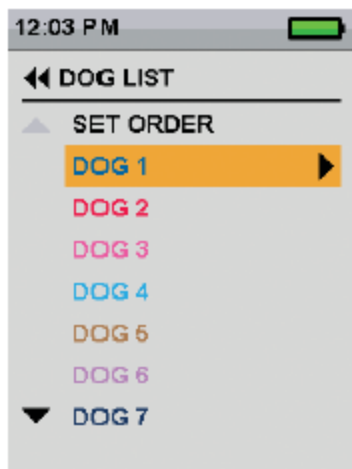 12:03 PM
DOG LIST
SET ORDER
DOG 1
DOG 2
DOG 3
DOG 4
DOG 5
DOG 6
DOG 7